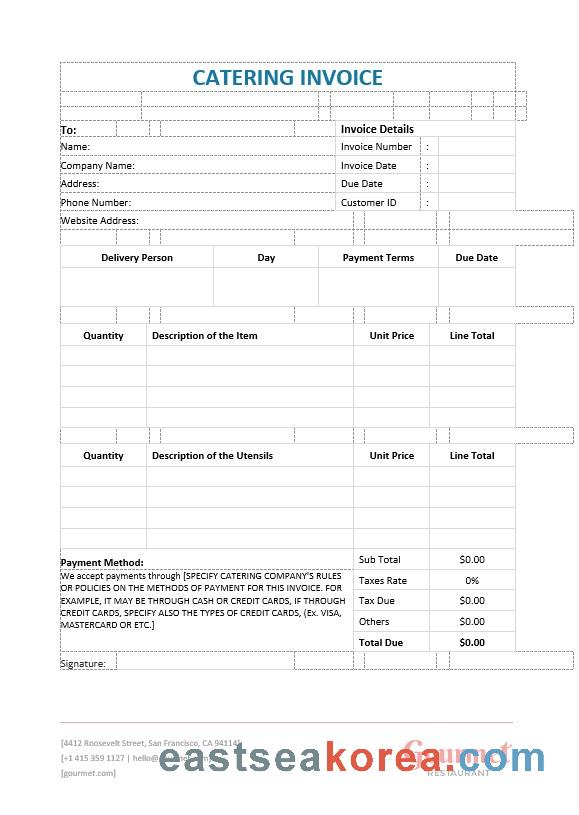 CATERING INVOICE
To:
Invoice Details
Name:
Invoice Number :
Company Name:
Invoice Date :
Address:
Due Date :
Phone Number:
Customer ID :
Website Address:
Delivery Person Day Payment Terms Due Date
Quantity Description of the Item Unit Price Line Total
Quantity Description of the Utensils Unit Price Line Total
Payment Method:
We accept payments through [SPECIFY CATERING COMPANY'S RULES
OR POLICIES ON THE METHODS OF PAYMENT FOR THIS INVOICE. FOR
EXAMPLE, IT MAY BE THROUGH CASH OR CREDIT CARDS, IF THROUGH
CREDIT CARDS, SPECIFY ALSO THE TYPES OF CREDIT CARDS, (Ex. VISA,
MASTERCARD OR ETC.]
Sub Total $0.00
Taxes Rate 0%
Tax Due $0.00
Others $0.00
Total Due $0.00
Signature:
[4412 Roosevelt Street, San Francisco, CA 94114]
[+1 415 359 1127 | hello@
[gourmet.com]
Gourmet
RESTAURANT
eastseakorea.com